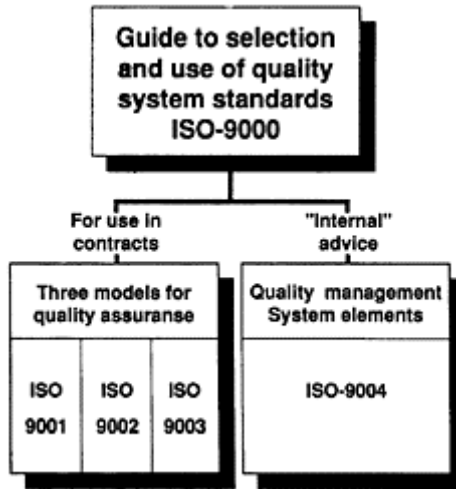 Guide to selection
and use of quality
system standards
ISO-9000
For use in
contracts
"Internal"
advice
Three models for
quality assuranse
Quality management
System elements
ISO
9001
ISO
9002
ISO
9003
ISO-9004